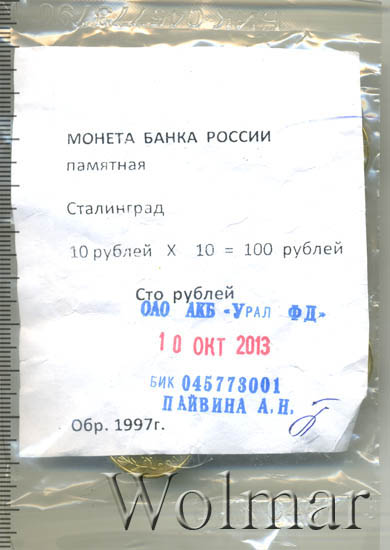 МОНЕТА БАНКА РОССИИ
памятная
Сталинград
10 рублей X 10 = 100 рублей
Сто рублей
ОАО АКБ «УРАЛ ФД»
10 ОКТ 2013
БИК 045773001
ПАЙВИНА А.Н.
Обр. 1997г.
Wolmar